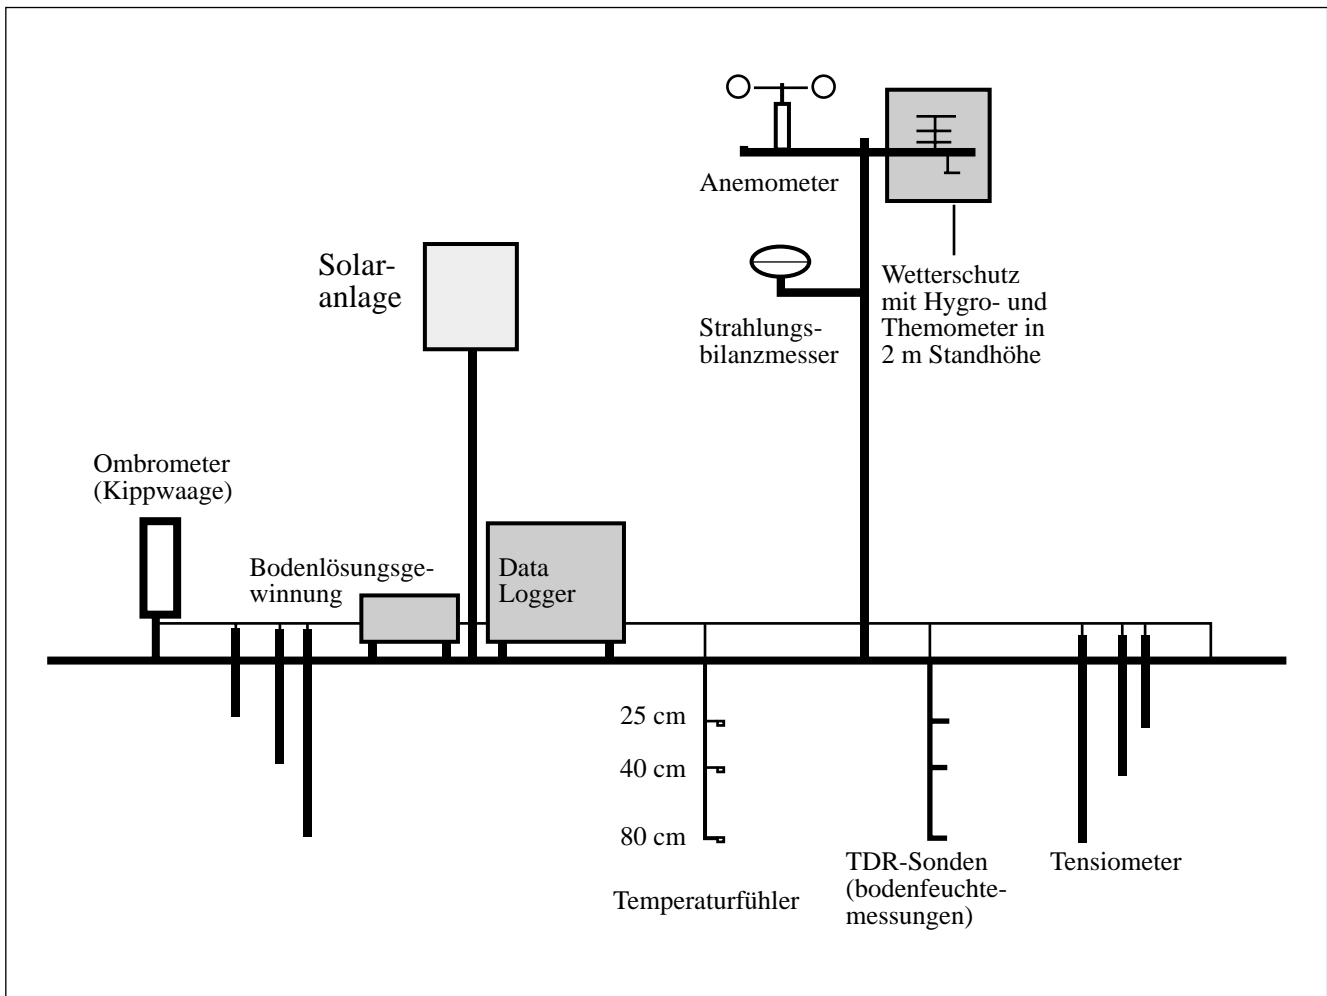 Anemometer
Solar-
anlage
Wetterschutz
mit Hygro- und
Themometer in
2 m Standhöhe
Strahlungs-
bilanzmesser
Ombrometer
(Kippwaage)
Bodenlösungsge-
winnung
Data
Logger
25 cm
40 cm
80 cm
Temperaturfühler
TDR-Sonden
(bodenfeuchte-
messungen)
Tensiometer